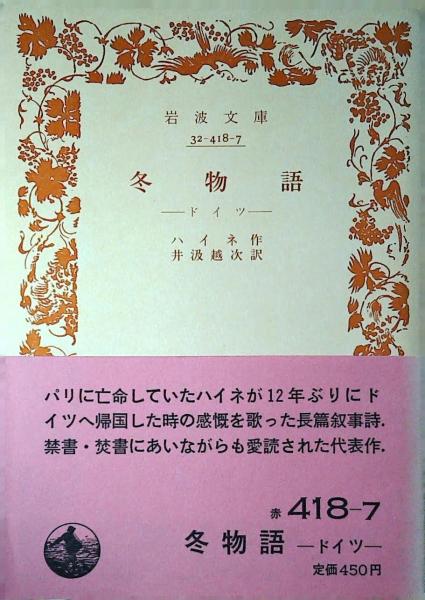 岩波文庫
32-418-7
冬物語
―ドイツ―
ハイネ作
井汲越次訳
パリに亡命していたハイネが12年ぶりにド
イツへ帰国した時の感慨を歌った長篇叙事詩.
禁書・焚書にあいながらも愛読された代表作.
赤 418-7
冬物語 ―ドイツ―
定価450円